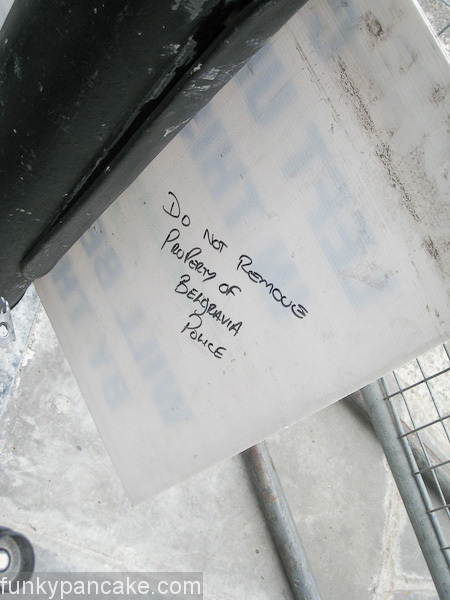 Do NOT REMOVE
PROPERTY OF
BELGRAVIA
POLICE
funkypancake.com